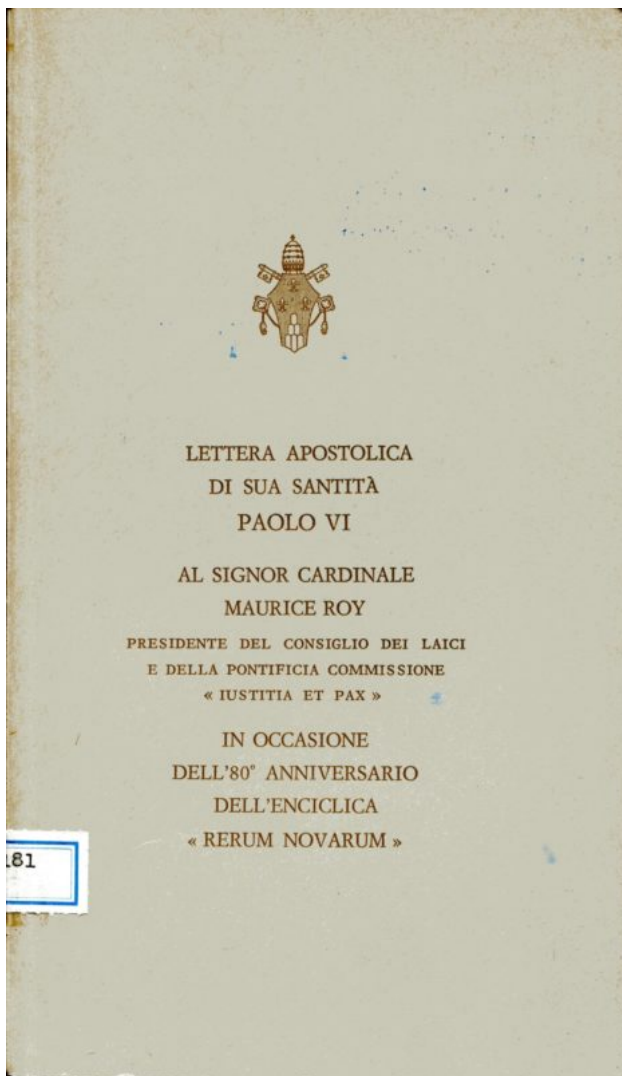 LETTERA APOSTOLICA
DI SUA SANTITÀ
PAOLO VI
AL SIGNOR CARDINALE
MAURICE ROY
PRESIDENTE DEL CONSIGLIO DEI LAICI
E DELLA PONTIFICIA COMMISSIONE
« IUSTITIA ET PAX »
IN OCCASIONE
DELL'80° ANNIVERSARIO
DELL'ENCICLICA
« RERUM NOVARUM »
181